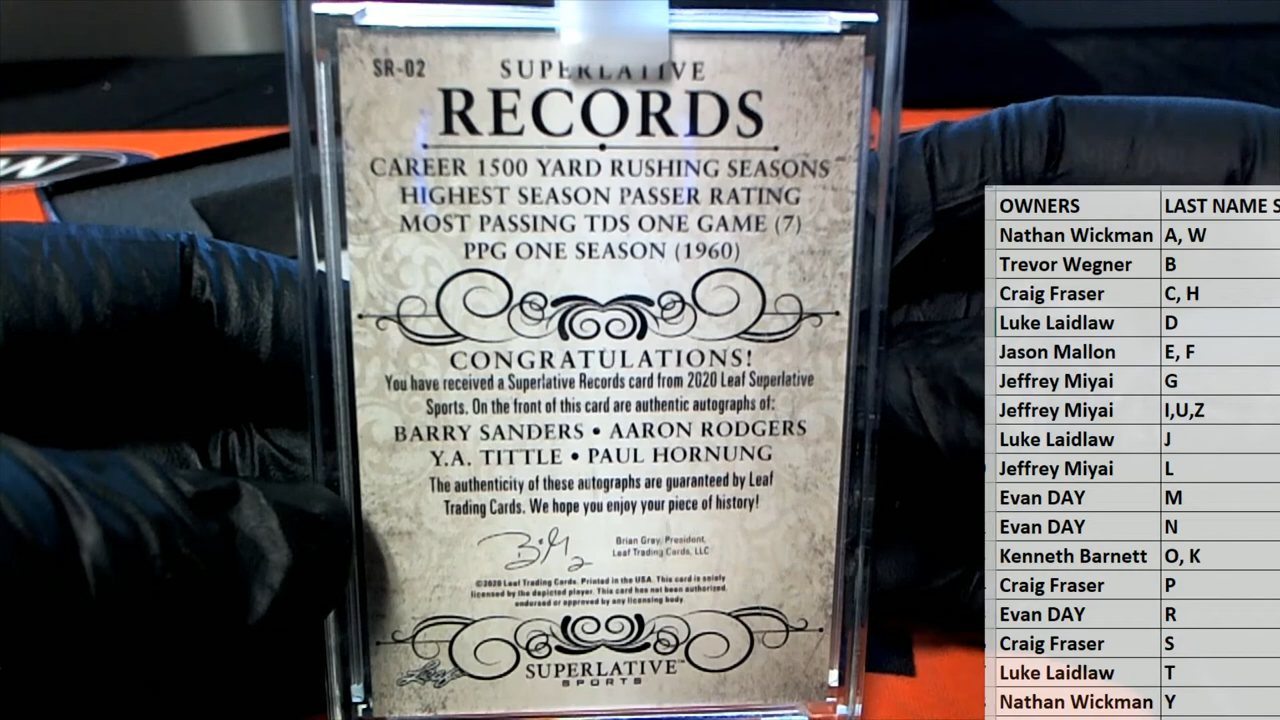 SR-02
SUPERLATIVE
RECORDS
CAREER 1500 YARD RUSHING SEASONS
HIGHEST SEASON PASSER RATING
MOST PASSING TDS ONE GAME (7)
PPG ONE SEASON (1960)
CONGRATULATIONS!
You have received a Superlative Records card from 2020 Leaf Superlative
Sports. On the front of this card are authentic autographs of:
BARRY SANDERS • AARON RODGERS
Y.A. TITTLE • PAUL HORNUNG
The authenticity of these autographs are guaranteed by Leaf
Trading Cards. We hope you enjoy your piece of history!
Brian Gray, President,
Leaf Trading Cards, LLC
©2020 Leaf Trading Cards. Printed in the USA. This card is solely
licensed by the depicted player. This card has not been authorized,
endorsed or approved by any licensing body.
Leaf
SUPERLATIVE™
SPORTS
OWNERS LAST NAME S
Nathan Wickman A, W
Trevor Wegner B
Craig Fraser C, H
Luke Laidlaw D
Jason Mallon E, F
Jeffrey Miyai G
Jeffrey Miyai I,U,Z
Luke Laidlaw J
Jeffrey Miyai L
Evan DAY M
Evan DAY N
Kenneth Barnett O, K
Craig Fraser P
Evan DAY R
Craig Fraser S
Luke Laidlaw T
Nathan Wickman Y